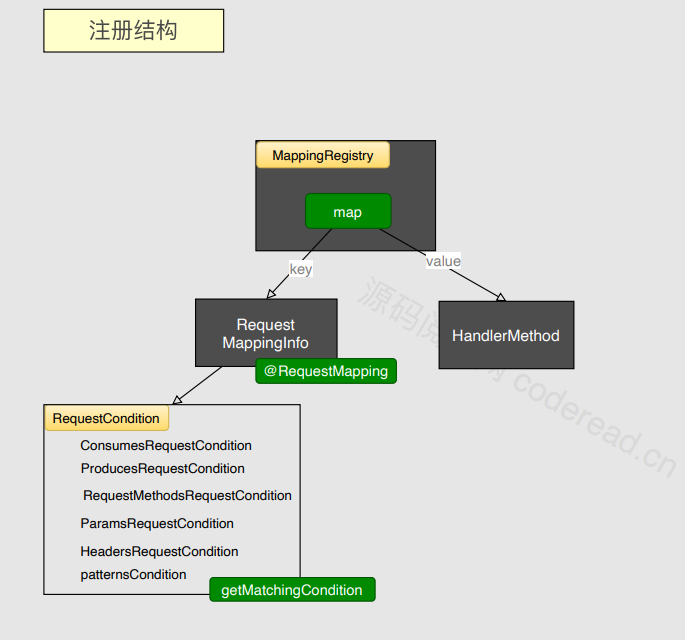 注册结构
MappingRegistry
map
key
value
Request
MappingInfo
HandlerMethod
@RequestMapping
RequestCondition
ConsumesRequestCondition
ProducesRequestCondition
RequestMethodsRequestCondition
ParamsRequestCondition
HeadersRequestCondition
patternsCondition
getMatchingCondition
源码阅 网 coderead.cn